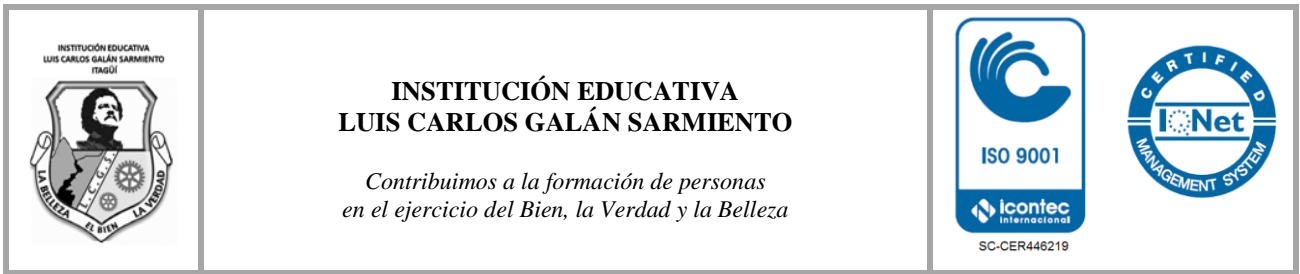 INSTITUCIÓN EDUCATIVA
LUIS CARLOS GALÁN SARMIENTO
ITAGÜÍ
L.C.G.S.
LA BELLEZA
EL BIEN
LA VERDAD
INSTITUCIÓN EDUCATIVA
LUIS CARLOS GALÁN SARMIENTO
Contribuimos a la formación de personas
en el ejercicio del Bien, la Verdad y la Belleza
ISO 9001
icontec
internacional
SC-CER446219
CERTIFIED
IQNet
MANAGEMENT SYSTEM